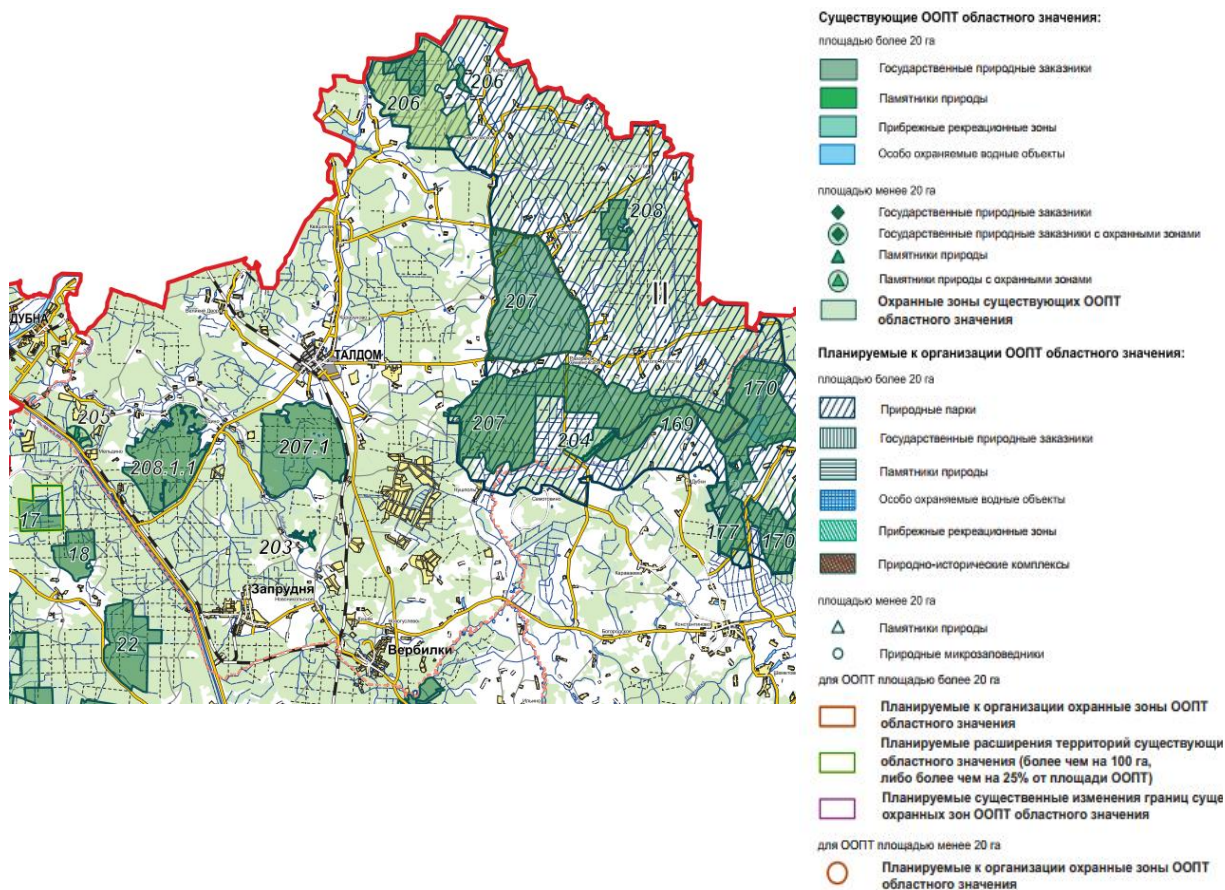 206
206
208
207
II
ДУБНА
ТАЛДОМ
170
205
207
204
169
208.1.1
207.1
17
177
170
18
203
Запрудня
22
Вербилки
Богородское
Константиново
Существующие ООПТ областного значения:
площадью более 20 га
Государственные природные заказники
Памятники природы
Прибрежные рекреационные зоны
Особо охраняемые водные объекты
площадью менее 20 га
Государственные природные заказники
Государственные природные заказники с охранными зонами
Памятники природы
Памятники природы с охранными зонами
Охранные зоны существующих ООПТ
областного значения
Планируемые к организации ООПТ областного значения:
площадью более 20 га
Природные парки
Государственные природные заказники
Памятники природы
Особо охраняемые водные объекты
Прибрежные рекреационные зоны
Природно-исторические комплексы
площадью менее 20 га
Памятники природы
Природные микрозаповедники
для ООПТ площадью более 20 га
Планируемые к организации охранные зоны ООПТ
областного значения
Планируемые расширения территорий существующи
областного значения (более чем на 100 га,
либо более чем на 25% от площади ООПТ)
Планируемые существенные изменения границ суще
охранных зон ООПТ областного значения
для ООПТ площадью менее 20 га
Планируемые к организации охранные зоны ООПТ
областного значения